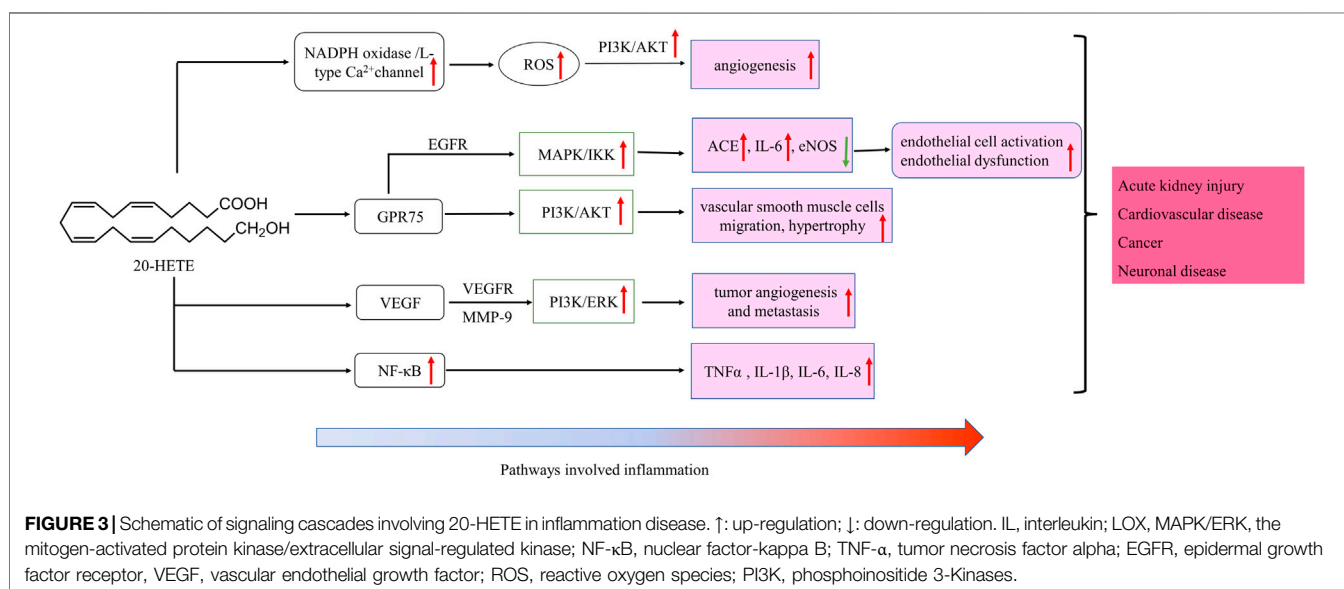 NADPH oxidase /L-
type Ca²⁺channel
ROS
PI3K/AKT
angiogenesis
EGFR
MAPK/IKK
ACE , IL-6 , eNOS
endothelial cell activation
endothelial dysfunction
COOH
CH₂OH
20-HETE
GPR75
PI3K/AKT
vascular smooth muscle cells
migration, hypertrophy
Acute kidney injury
Cardiovascular disease
Cancer
Neuronal disease
VEGF
VEGFR
MMP-9
PI3K/ERK
tumor angiogenesis
and metastasis
NF-κB
TNFα , IL-1β, IL-6, IL-8
Pathways involved inflammation
FIGURE 3 | Schematic of signaling cascades involving 20-HETE in inflammation disease. ↑: up-regulation; ↓: down-regulation. IL, interleukin; LOX, MAPK/ERK, the
mitogen-activated protein kinase/extracellular signal-regulated kinase; NF-κB, nuclear factor-kappa B; TNF-α, tumor necrosis factor alpha; EGFR, epidermal growth
factor receptor, VEGF, vascular endothelial growth factor; ROS, reactive oxygen species; PI3K, phosphoinositide 3-Kinases.